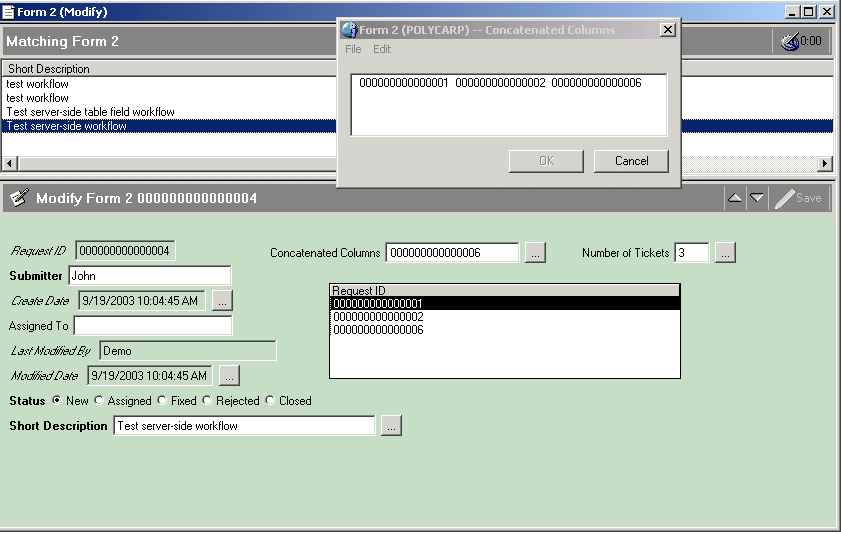 Form 2 (Modify)
Matching Form 2
0:00
Short Description
test workflow
test workflow
Test server-side table field workflow
Test server-side workflow
Form 2 (POLYCARP) -- Concatenated Columns
File Edit
000000000000001 000000000000002 000000000000006
OK Cancel
Modify Form 2 000000000000004
Save
Request ID 000000000000004
Concatenated Columns 000000000000006 ...
Number of Tickets 3 ...
Submitter John
Create Date 9/19/2003 10:04:45 AM ...
Assigned To
Last Modified By Demo
Modified Date 9/19/2003 10:04:45 AM ...
Status New Assigned Fixed Rejected Closed
Short Description Test server-side workflow ...
Request ID
000000000000001
000000000000002
000000000000006